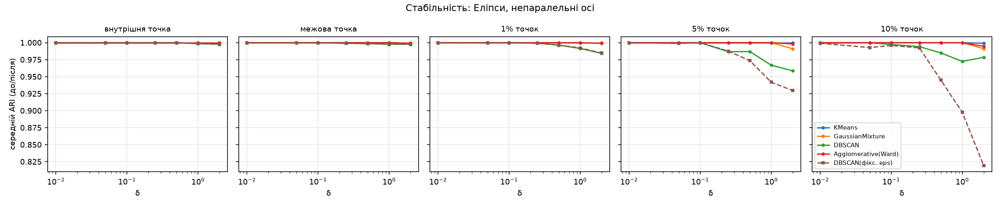 Стабільність: Еліпси, непаралельні осі
внутрішня точка
межова точка
1% точок
5% точок
10% точок
середній ARI (до/після)
1.000
0.975
0.950
0.925
0.900
0.875
0.850
0.825
10⁻² 10⁻¹ 10⁰
10⁻² 10⁻¹ 10⁰
10⁻² 10⁻¹ 10⁰
10⁻² 10⁻¹ 10⁰
10⁻² 10⁻¹ 10⁰
δ
δ
δ
δ
δ
KMeans
GaussianMixture
DBSCAN
Agglomerative(Ward)
DBSCAN(фікс. eps)